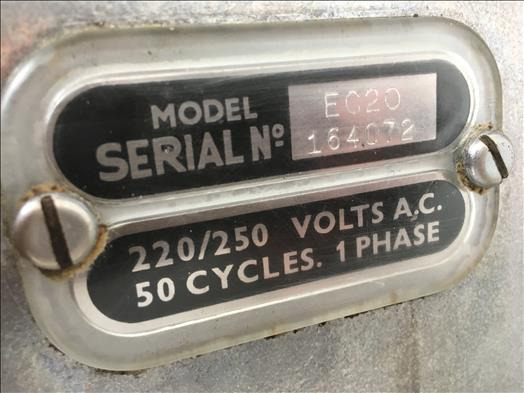 MODEL EC20
SERIAL Nº 164072
220/250 VOLTS A.C.
50 CYCLES. 1 PHASE